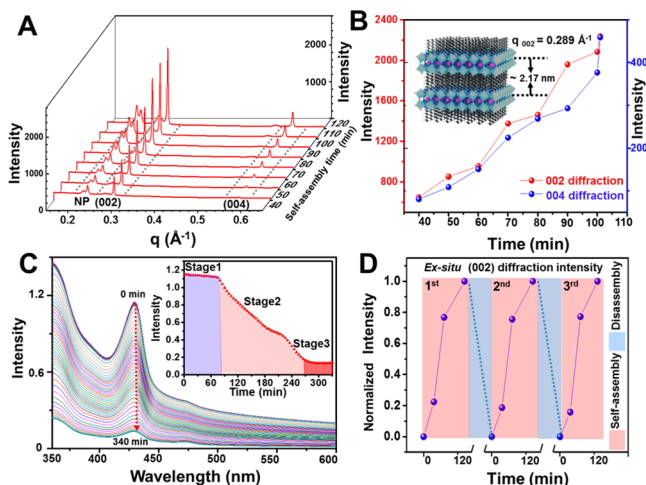 A
Intensity
2000
1000
0
Intensity
2000
1000
0
NP (002)
(004)
0.2 0.3 0.4 0.5 0.6
q (Å⁻¹)
40
50
60
70
80
90
100
110
120
Self-assembly time (min)
B
Intensity
2400
2000
1600
1200
800
q 002 = 0.289 Å⁻¹
~ 2.17 nm
400
200
Intensity
002 diffraction
004 diffraction
40 50 60 70 80 90 100 110
Time (min)
C
Intensity
1.2
0.6
0
0 min
340 min
350 400 450 500 550 600
Wavelength (nm)
Intensity
1.2
1.0
0.8
0.6
0.4
0.2
0.0
Stage1
Stage2
Stage3
0 60 120 180 240 300
Time (min)
D
Normalized Intensity
1.0
0.8
0.6
0.4
0.2
0.0
Ex-situ (002) diffraction intensity
1st
2nd
3rd
0 120 0 120 0 120
Time (min)
Disassembly
Self-assembly